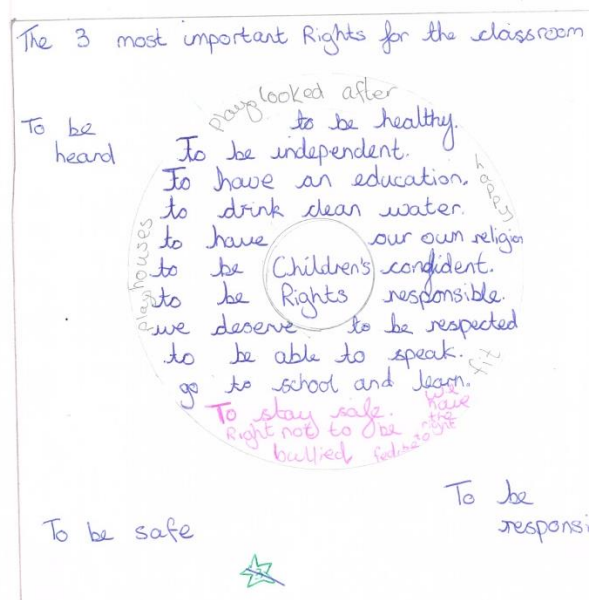 The 3 most important Rights for the classroom
play looked after
to be healthy.
To be
heard
To be independent.
To have an education.
happy
to drink clean water.
to have our own religion
playhouses
to be Children's confident.
to be Rights responsible.
we deserve to be respected
to be able to speak.
fit
go to school and learn.
To stay safe.
we have the right
Right not to be
bullied
To be
responsi
To be safe